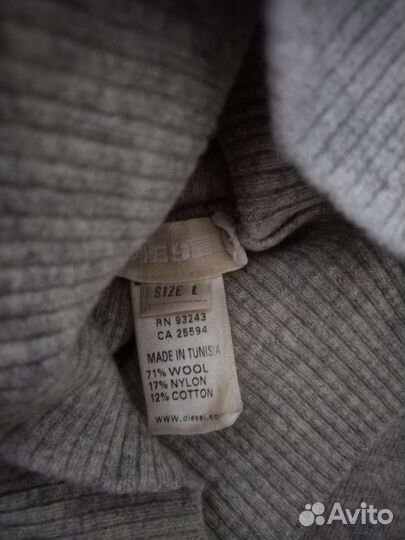 DIESEL
SIZE L
RN 93243
CA 25594
MADE IN TUNISIA
71% WOOL
17% NYLON
12% COTTON
www.diesel.com
Avito